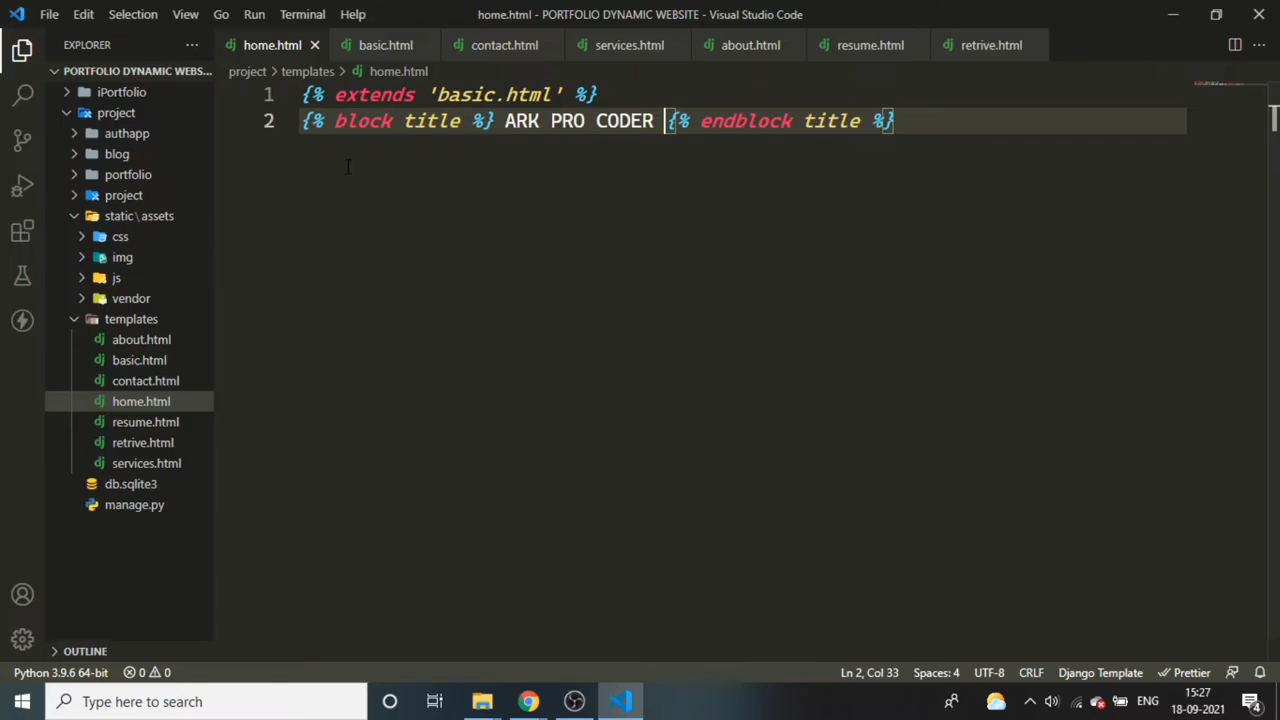 File Edit Selection View Go Run Terminal Help
home.html - PORTFOLIO DYNAMIC WEBSITE - Visual Studio Code
EXPLORER
home.html
basic.html
contact.html
services.html
about.html
resume.html
retrive.html
PORTFOLIO DYNAMIC WEBS...
iPortfolio
project
authapp
blog
portfolio
project
static\assets
css
img
js
vendor
templates
about.html
basic.html
contact.html
home.html
resume.html
retrive.html
services.html
db.sqlite3
manage.py
OUTLINE
project > templates > home.html
1 {% extends 'basic.html' %}
2 {% block title %} ARK PRO CODER {% endblock title %}
Python 3.9.6 64-bit 0 0
Ln 2, Col 33 Spaces: 4 UTF-8 CRLF Django Template Prettier
Type here to search
ENG
15:27
18-09-2021
4